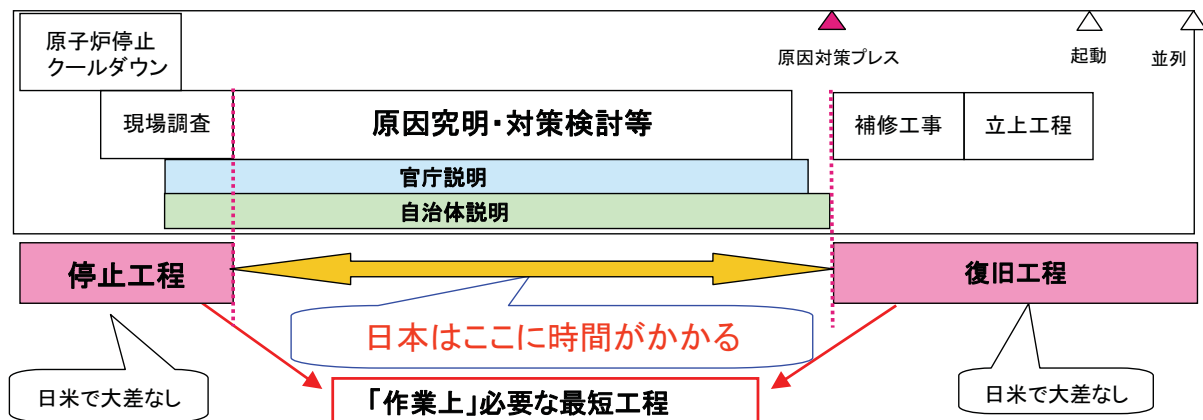 原子炉停止
クールダウン
原因対策プレス
起動
並列
現場調査
原因究明・対策検討等
補修工事
立上工程
官庁説明
自治体説明
停止工程
復旧工程
日本はここに時間がかかる
日米で大差なし
日米で大差なし
「作業上」必要な最短工程